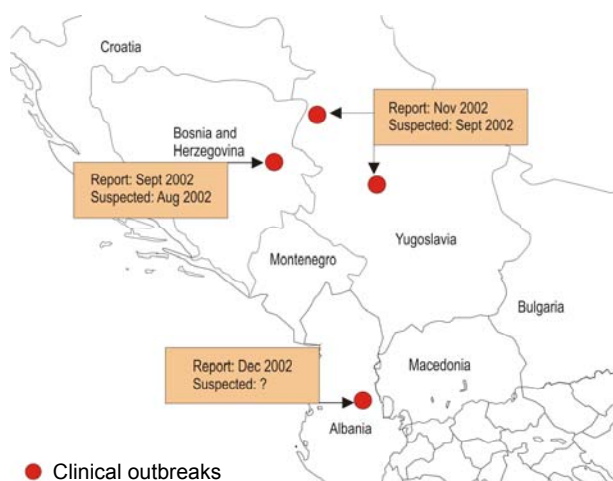 Croatia
Report: Nov 2002
Suspected: Sept 2002
Bosnia and
Herzegovina
Report: Sept 2002
Suspected: Aug 2002
Yugoslavia
Montenegro
Bulgaria
Report: Dec 2002
Suspected: ?
Macedonia
Albania
Clinical outbreaks